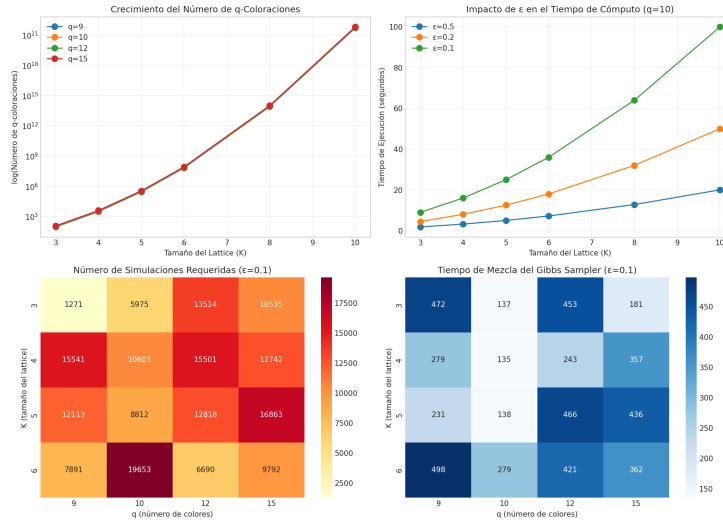 Crecimiento del Número de q-Coloraciones
log(Número de q-coloraciones)
10^21
10^18
10^15
10^12
10^9
10^6
10^3
q=9
q=10
q=12
q=15
3 4 5 6 7 8 9 10
Tamaño del Lattice (K)
Impacto de ε en el Tiempo de Cómputo (q=10)
Tiempo de Ejecución (segundos)
100
80
60
40
20
0
ε=0.5
ε=0.2
ε=0.1
3 4 5 6 7 8 9 10
Tamaño del Lattice (K)
Número de Simulaciones Requeridas (ε=0.1)
K (tamaño del lattice)
3 1271 5975 13514 10535
4 15541 10603 15501 12742
5 12113 8812 12818 16863
6 7891 19653 6690 9792
9 10 12 15
q (número de colores)
17500
15000
12500
10000
7500
5000
2500
Tiempo de Mezcla del Gibbs Sampler (ε=0.1)
K (tamaño del lattice)
3 472 137 453 181
4 279 135 243 357
5 231 138 466 436
6 498 279 421 362
9 10 12 15
q (número de colores)
450
400
350
300
250
200
150